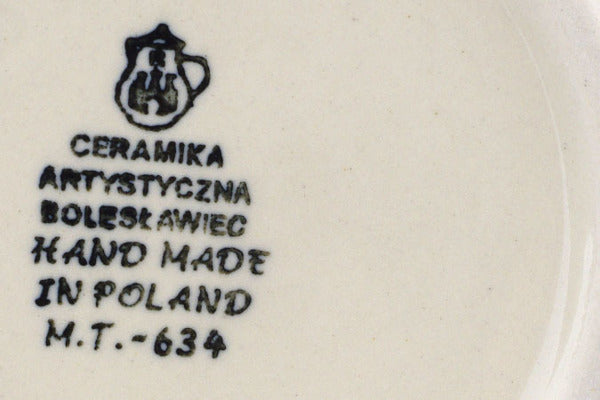 CERAMIKA
ARTYSTYCZNA
BOLESŁAWIEC
HAND MADE
IN POLAND
M.T.-634